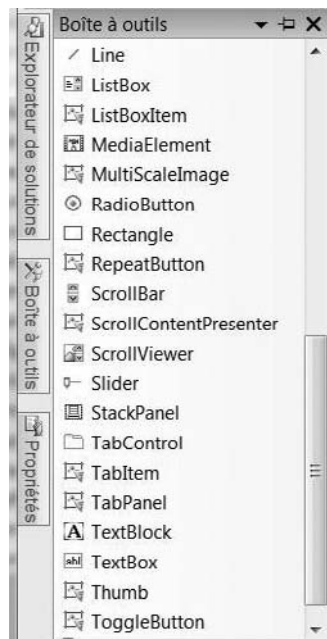 Boîte à outils
Line
ListBox
ListBoxItem
MediaElement
MultiScaleImage
RadioButton
Rectangle
RepeatButton
ScrollBar
ScrollContentPresenter
ScrollViewer
Slider
StackPanel
TabControl
TabItem
TabPanel
TextBlock
TextBox
Thumb
ToggleButton
Explorateur de solutions
Boîte à outils
Propriétés